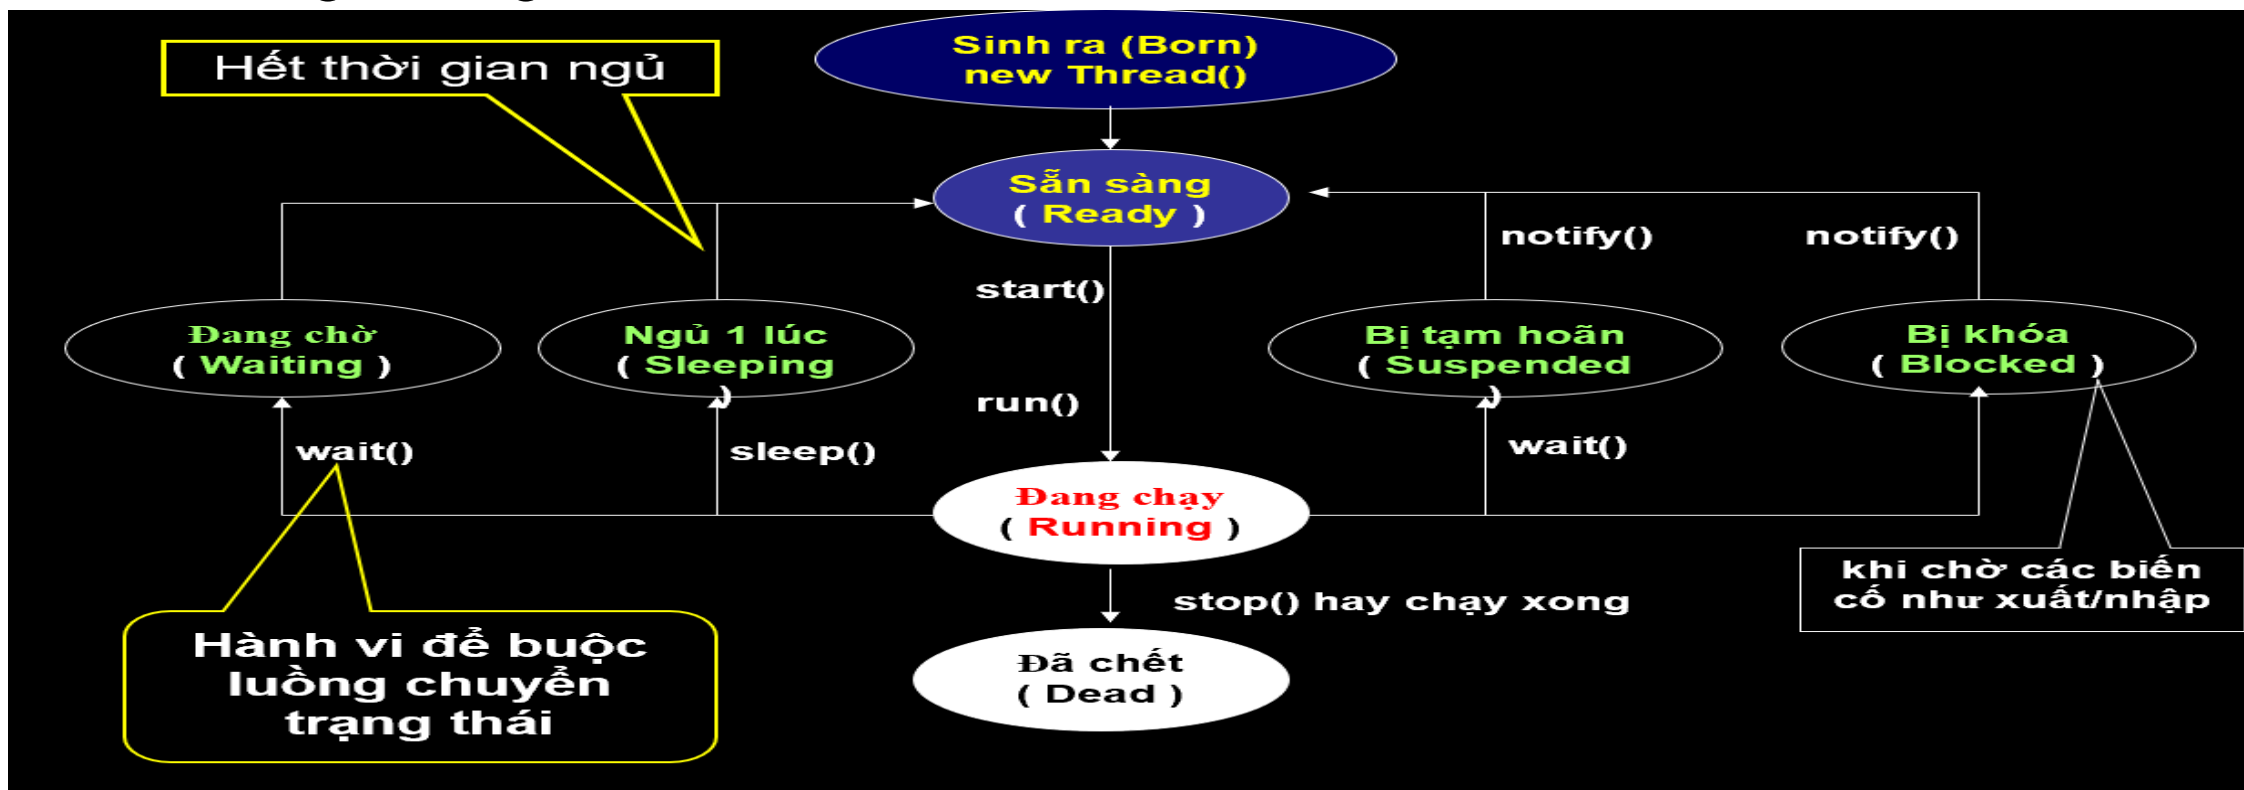 Sinh ra (Born)
new Thread()
Hết thời gian ngủ
Sẵn sàng
( Ready )
notify()
notify()
start()
Đang chờ
( Waiting )
Ngủ 1 lúc
( Sleeping
)
Bị tạm hoãn
( Suspended
)
Bị khóa
( Blocked )
run()
wait()
sleep()
wait()
Đang chạy
( Running )
khi chờ các biến
cố như xuất/nhập
stop() hay chạy xong
Hành vi để buộc
luồng chuyển
trạng thái
Đã chết
( Dead )